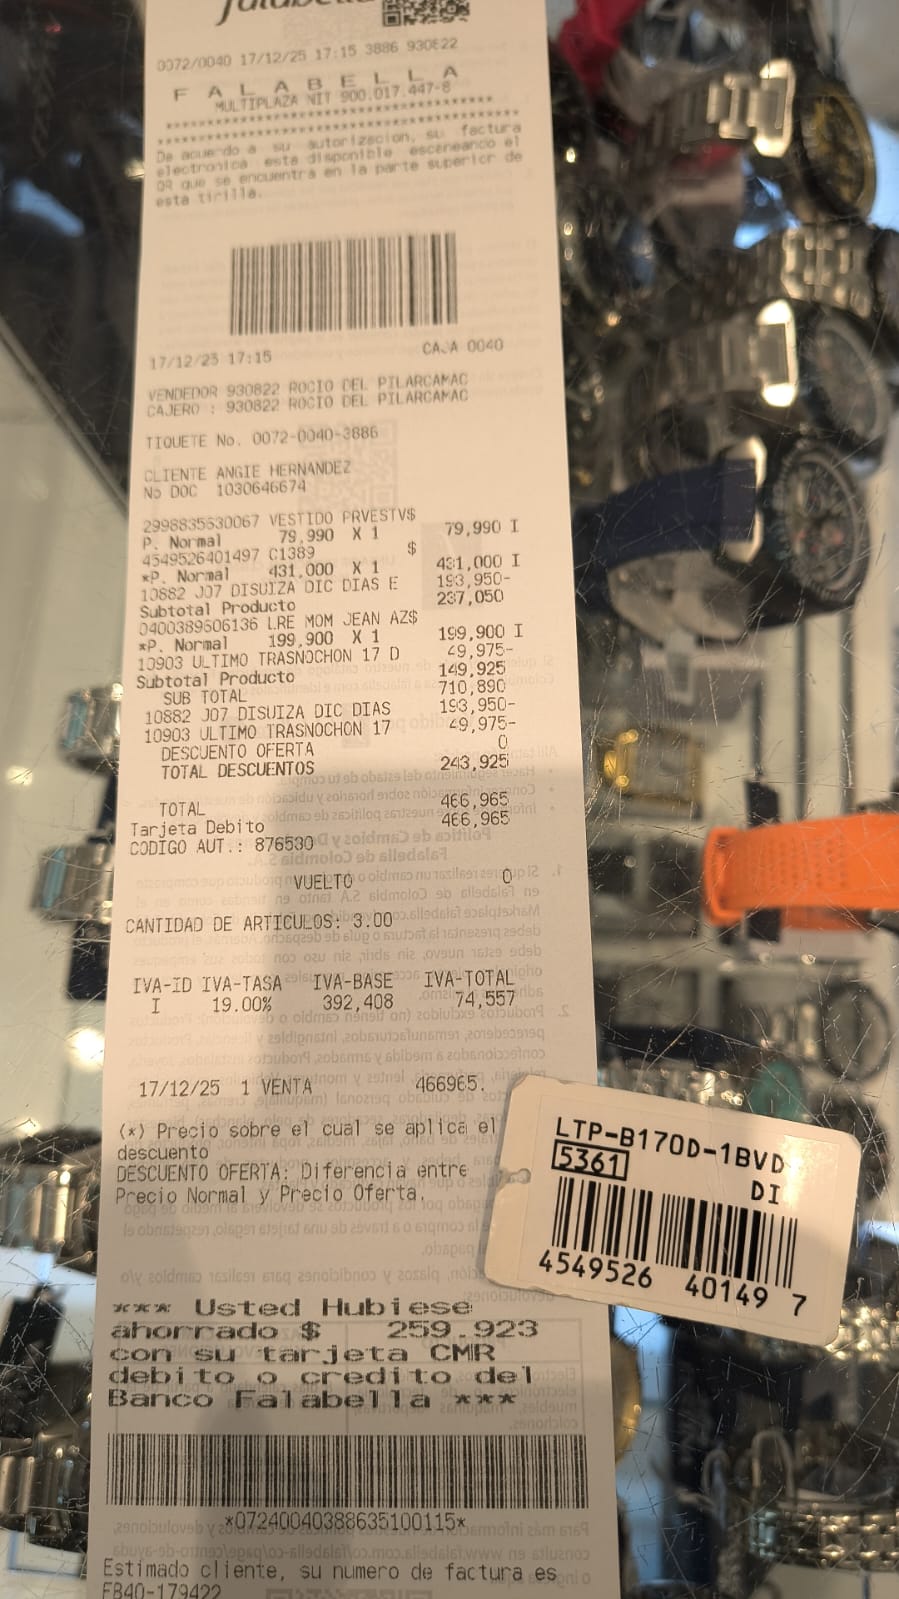 falabella
0072/0040 17/12/25 17:15 3886 930822
F A L A B E L L A
MULTIPLAZA NIT 900.017.447-8
************************************
************************************
De acuerdo a su autorizacion, su factura
electronica esta disponible escaneando el
QR que se encuentra en la parte superior de
esta tirilla.
17/12/25 17:15 CAJA 0040
VENDEDOR 930822 ROCIO DEL PILARCAMAC
CAJERO : 930822 ROCIO DEL PILARCAMAC
TIQUETE No. 0072-0040-3886
CLIENTE ANGIE HERNANDEZ
No DOC 1030646674
2998835630067 VESTIDO PRVESTV$
P. Normal 79,990 X 1 79,990 I
4549526401497 C1389 $
*P. Normal 431,000 X 1 431,000 I
10882 J07 DISUIZA DIC DIAS E 193,950-
Subtotal Producto 237,050
0400389606136 LRE MOM JEAN AZ$
*P. Normal 199,900 X 1 199,900 I
10903 ULTIMO TRASNOCHON 17 D 49,975-
Subtotal Producto 149,925
SUB TOTAL 710,890
10882 J07 DISUIZA DIC DIAS 193,950-
10903 ULTIMO TRASNOCHON 17 49,975-
DESCUENTO OFERTA 0
TOTAL DESCUENTOS 243,925
TOTAL 466,965
Tarjeta Debito 466,965
CODIGO AUT.: 876530
VUELTO 0
CANTIDAD DE ARTICULOS: 3.00
IVA-ID IVA-TASA IVA-BASE IVA-TOTAL
I 19.00% 392,408 74,557
17/12/25 1 VENTA 466965.
(*) Precio sobre el cual se aplica el
descuento
DESCUENTO OFERTA: Diferencia entre
Precio Normal y Precio Oferta.
*** Usted Hubiese
ahorrado $ 259.923
con su tarjeta CMR
debito o credito del
Banco Falabella ***
*07240040388635100115*
Estimado cliente, su numero de factura es
FB40-179422
LTP-B170D-1BVD
5361 DI
4549526 40149 7